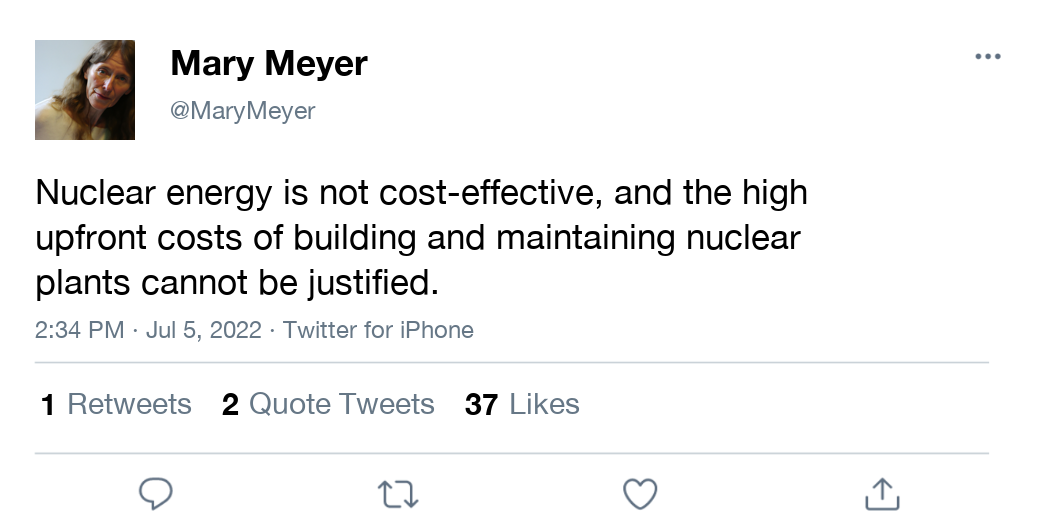 Mary Meyer
@MaryMeyer
Nuclear energy is not cost-effective, and the high
upfront costs of building and maintaining nuclear
plants cannot be justified.
2:34 PM · Jul 5, 2022 · Twitter for iPhone
1 Retweets 2 Quote Tweets 37 Likes